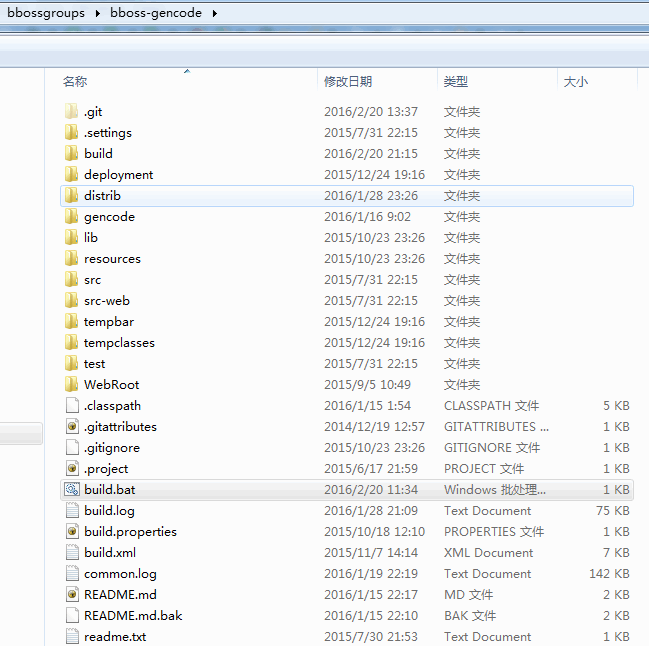 bbossgroups ▸ bboss-gencode ▸
名称 修改日期 类型 大小
.git 2016/2/20 13:37 文件夹
.settings 2015/7/31 22:15 文件夹
build 2016/2/20 21:15 文件夹
deployment 2015/12/24 19:16 文件夹
distrib 2016/1/28 23:26 文件夹
gencode 2016/1/16 9:02 文件夹
lib 2015/10/23 23:26 文件夹
resources 2015/10/23 23:26 文件夹
src 2015/7/31 22:15 文件夹
src-web 2015/7/31 22:15 文件夹
tempbar 2015/12/24 19:16 文件夹
tempclasses 2015/12/24 19:16 文件夹
test 2015/7/31 22:15 文件夹
WebRoot 2015/9/5 10:49 文件夹
.classpath 2016/1/15 1:54 CLASSPATH 文件 5 KB
.gitattributes 2014/12/19 12:57 GITATTRIBUTES ... 1 KB
.gitignore 2015/10/23 23:26 GITIGNORE 文件 1 KB
.project 2015/6/17 21:59 PROJECT 文件 1 KB
build.bat 2016/2/20 11:34 Windows 批处理... 1 KB
build.log 2016/1/28 21:09 Text Document 75 KB
build.properties 2015/10/18 12:10 PROPERTIES 文件 1 KB
build.xml 2015/11/7 14:14 XML Document 7 KB
common.log 2016/1/19 22:19 Text Document 142 KB
README.md 2016/1/15 22:17 MD 文件 2 KB
README.md.bak 2016/1/15 22:10 BAK 文件 2 KB
readme.txt 2015/7/30 21:53 Text Document 1 KB